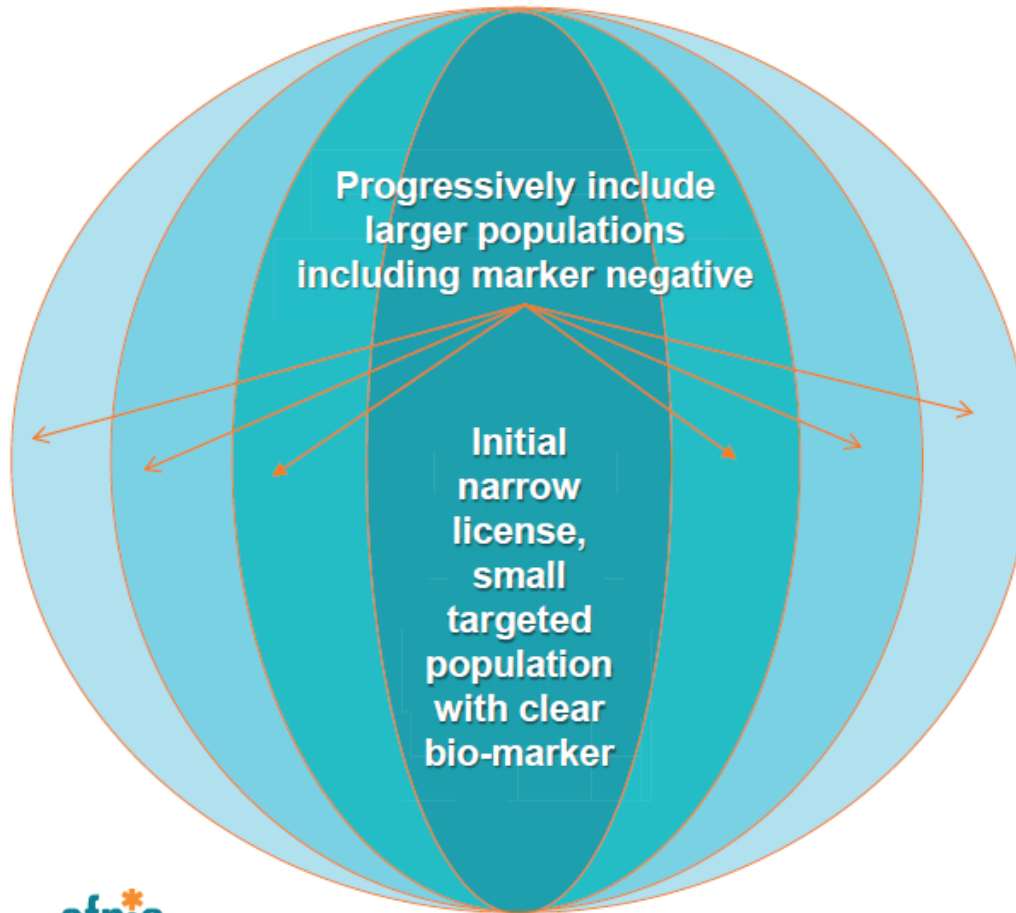 Progressively include
larger populations
including marker negative
Initial
narrow
license,
small
targeted
population
with clear
bio-marker